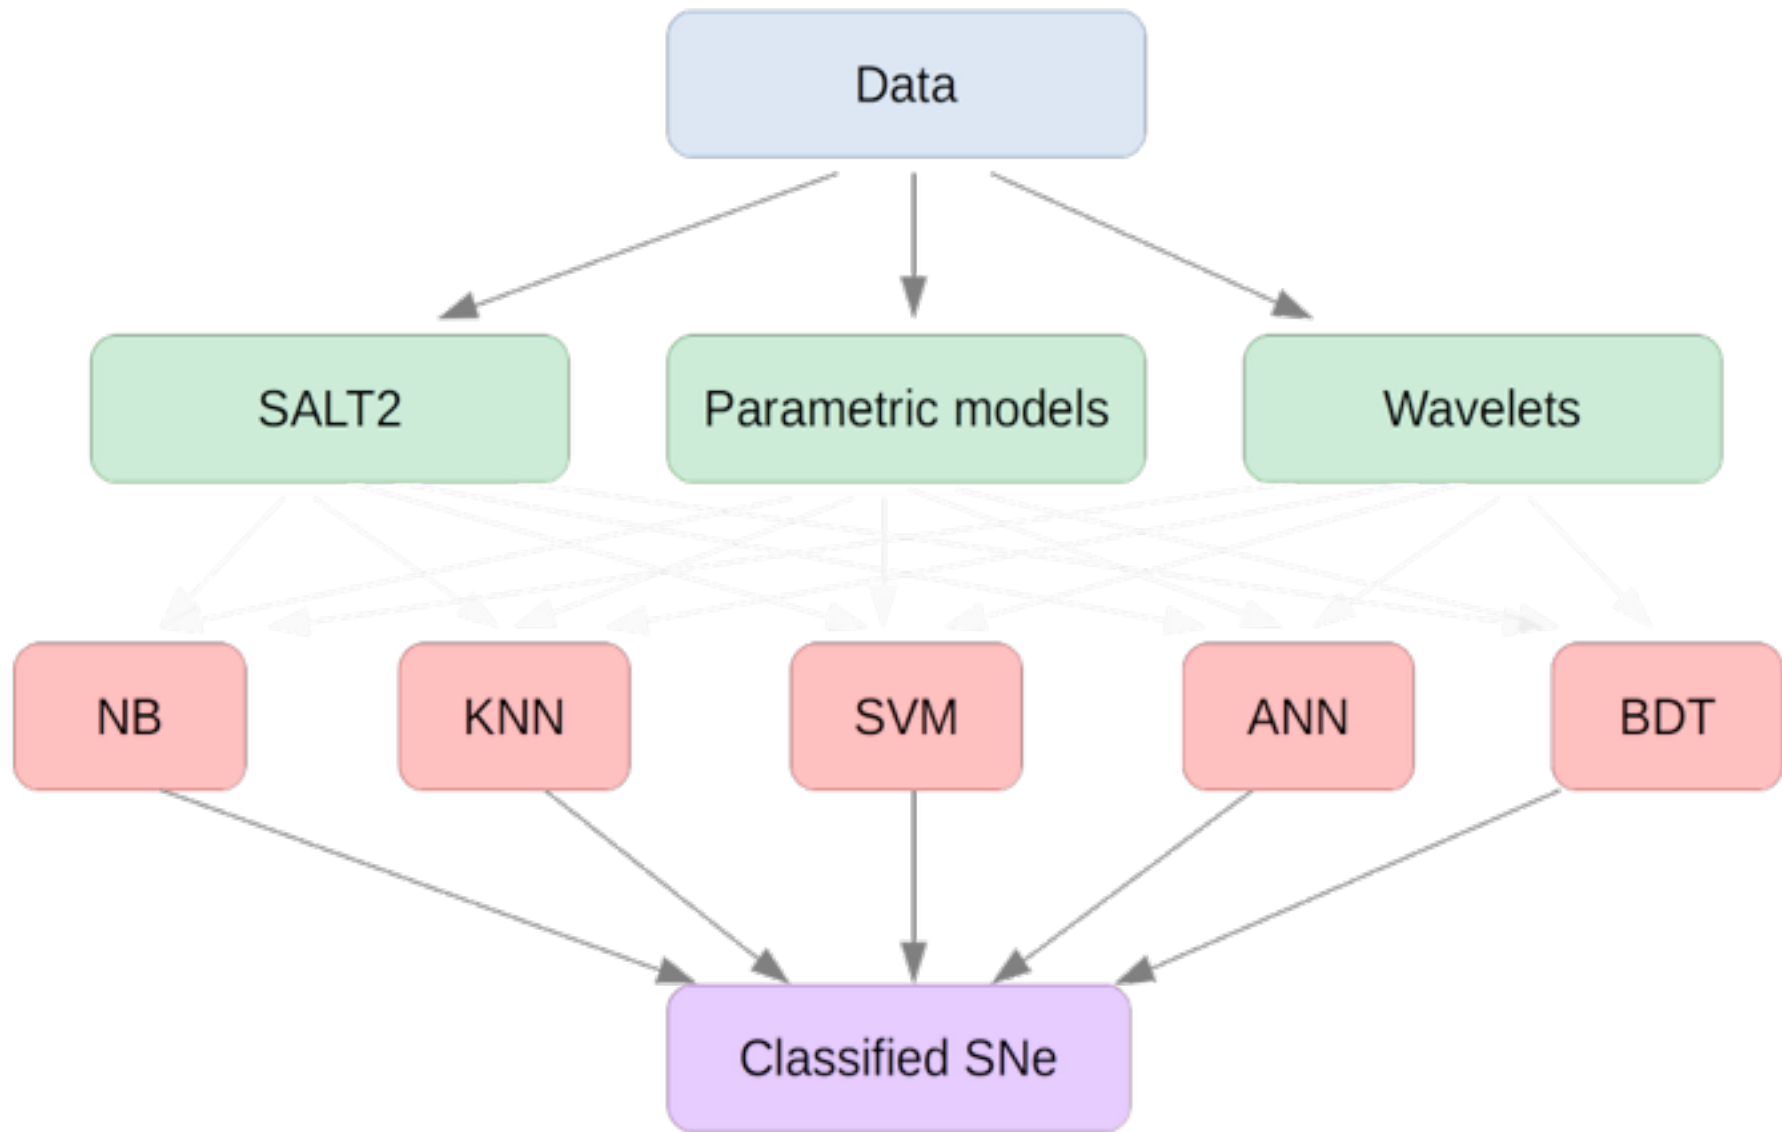 Data
SALT2
Parametric models
Wavelets
NB
KNN
SVM
ANN
BDT
Classified SNe